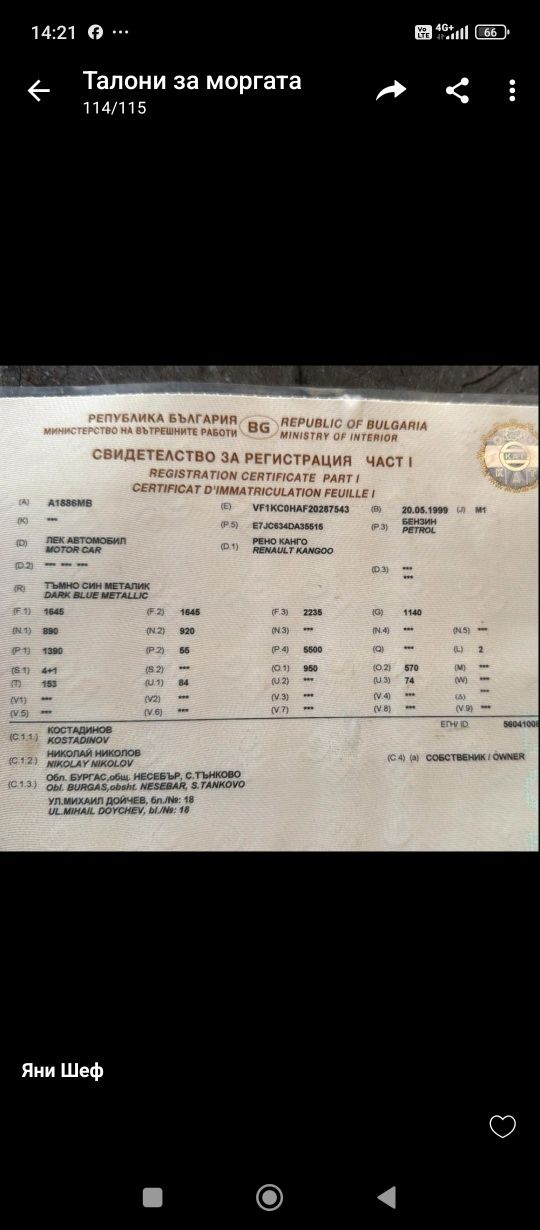 14:21
VoLTE 4G+ 66
Талони за моргата
114/115
РЕПУБЛИКА БЪЛГАРИЯ BG REPUBLIC OF BULGARIA
МИНИСТЕРСТВО НА ВЪТРЕШНИТЕ РАБОТИ MINISTRY OF INTERIOR
СВИДЕТЕЛСТВО ЗА РЕГИСТРАЦИЯ ЧАСТ I
REGISTRATION CERTIFICATE PART I
CERTIFICAT D'IMMATRICULATION FEUILLE I
(A) A1886MB (E) VF1KC0HAF20287543 (B) 20.05.1999 (J) M1
(K) *** (P.5) E7JC634DA35516 (P.3) БЕНЗИН
PETROL
(D) ЛЕК АВТОМОБИЛ (D.1) РЕНО КАНГО
MOTOR CAR RENAULT KANGOO
(D.2) *** *** *** (D.3) ***
***
(R) ТЪМНО СИН МЕТАЛИК
DARK BLUE METALLIC
(F.1) 1645 (F.2) 1645 (F.3) 2235 (G) 1140
(N.1) 890 (N.2) 920 (N.3) *** (N.4) *** (N.5) ***
(P.1) 1390 (P.2) 55 (P.4) 5500 (Q) *** (L) 2
(S.1) 4+1 (S.2) *** (O.1) 950 (O.2) 570 (M) ***
(T) 153 (U.1) 84 (U.2) *** (U.3) 74 (W) ***
(V1) *** (V2) *** (V.3) *** (V.4) *** (Δ) ***
(V.5) *** (V.6) *** (V.7) *** (V.8) *** (V.9) ***
ЕГН/ ID 56041008
(C.1.1.) КОСТАДИНОВ
KOSTADINOV
(C.1.2.) НИКОЛАЙ НИКОЛОВ (C.4) (a) СОБСТВЕНИК / OWNER
NIKOLAY NIKOLOV
(C.1.3.) Обл. БУРГАС,общ. НЕСЕБЪР, С.ТЪНКОВО
Obl. BURGAS,obsht. NESEBAR, S.TANKOVO
УЛ.МИХАИЛ ДОЙЧЕВ, бл./№: 18
UL.MIHAIL DOYCHEV, bl./№: 18
Яни Шеф